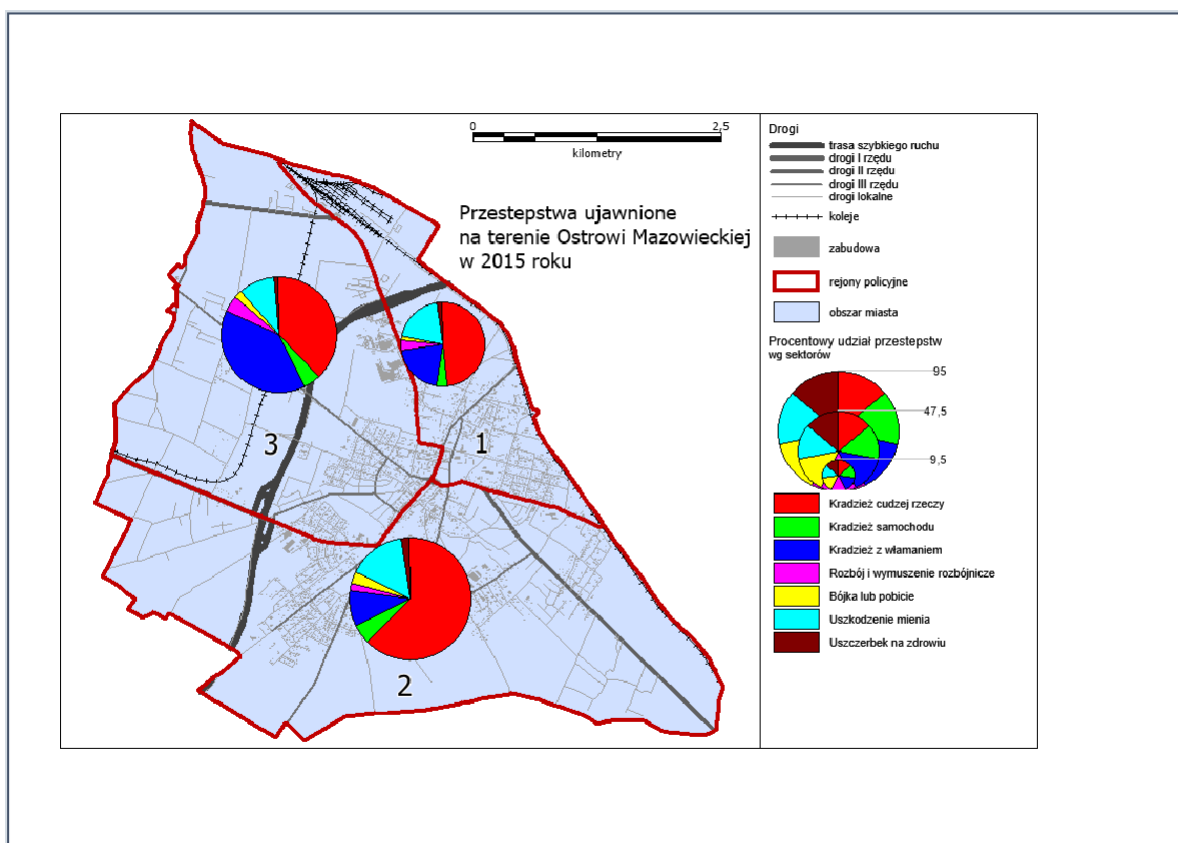 0 2,5
kilometry
Przestepstwa ujawnione
na terenie Ostrowi Mazowieckiej
w 2015 roku
3
1
2
Drogi
trasa szybkiego ruchu
drogi I rzędu
drogi II rzędu
drogi III rzędu
drogi lokalne
koleje
zabudowa
rejony policyjne
obszar miasta
Procentowy udział przestepstw
wg sektorów
95
47,5
9,5
Kradzież cudzej rzeczy
Kradzież samochodu
Kradzież z włamaniem
Rozbój i wymuszenie rozbójnicze
Bójka lub pobicie
Uszkodzenie mienia
Uszczerbek na zdrowiu